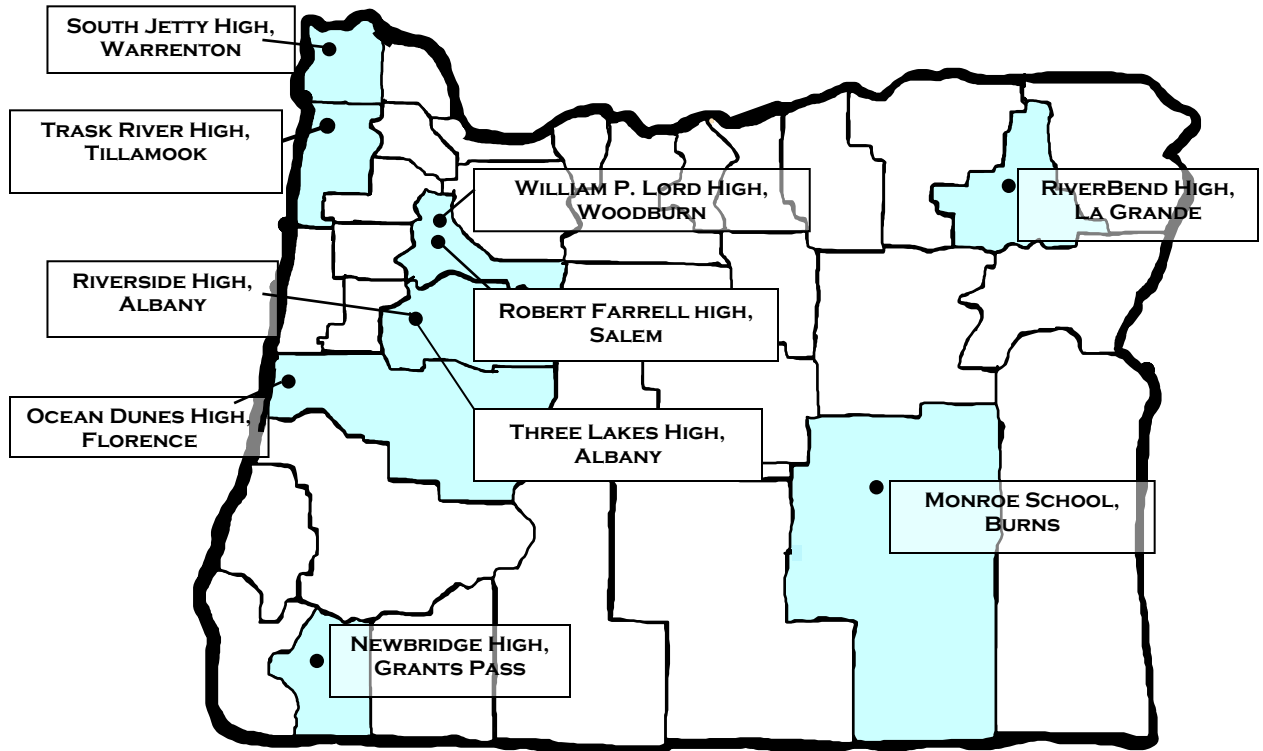 South Jetty High,
Warrenton
Trask River High,
Tillamook
William P. Lord High,
Woodburn
RiverBend High,
La Grande
Riverside High,
Albany
Robert Farrell high,
Salem
Ocean Dunes High,
Florence
Three Lakes High,
Albany
Monroe School,
Burns
Newbridge High,
Grants Pass